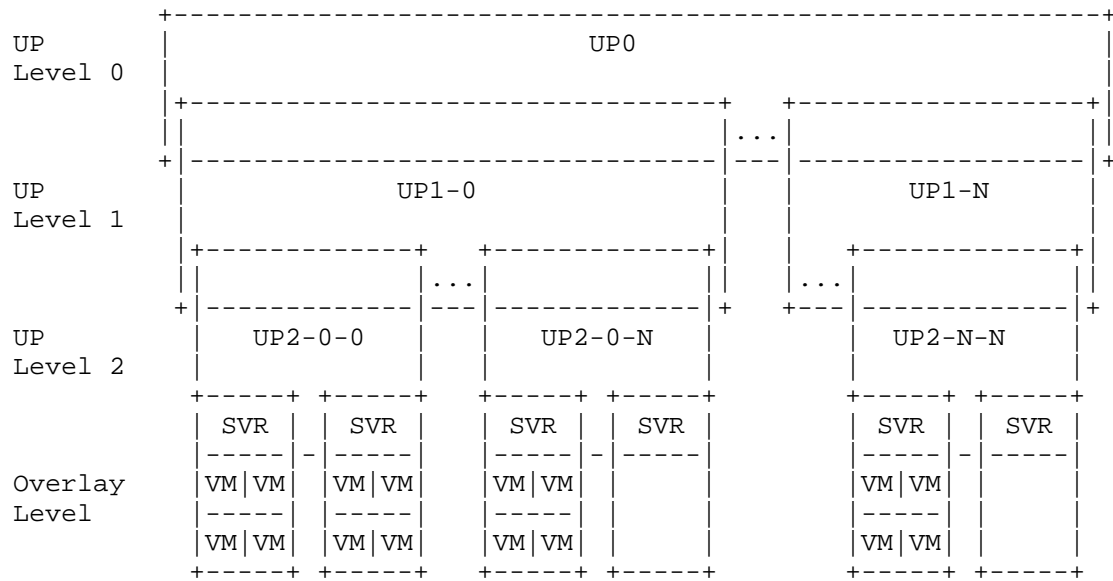 +-----------------------------------------------------------+
UP              |                          UP0                              |
Level 0         |                                                           |
                | +----------------------------------+   +-------------------+
                | |                                  |...|                   | |
                +|---------------------------------|---|------------------|+
UP              |             UP1-0                 |   |       UP1-N      |
Level 1         |                                   |   |                  |
                |+--------------+   +--------------+|   |   +--------------+|
                ||              |...|              ||   |...|              ||
                +|--------------|---|--------------|+   +---|--------------|+
UP               |   UP2-0-0    |   |   UP2-0-N    |        |   UP2-N-N    |
Level 2          |              |   |              |        |              |
                 +-----+ +-----+   +-----+ +-----+        +-----+ +-----+
                 | SVR | | SVR |   | SVR | | SVR |        | SVR | | SVR |
                 |-----|-|-----|   |-----|-|-----|        |-----|-|-----|
Overlay          |VM|VM| |VM|VM|   |VM|VM| |     |        |VM|VM| |     |
Level            |-----| |-----|   |-----| |     |        |-----| |     |
                 |VM|VM| |VM|VM|   |VM|VM| |     |        |VM|VM| |     |
                 +-----+ +-----+   +-----+ +-----+        +-----+ +-----+